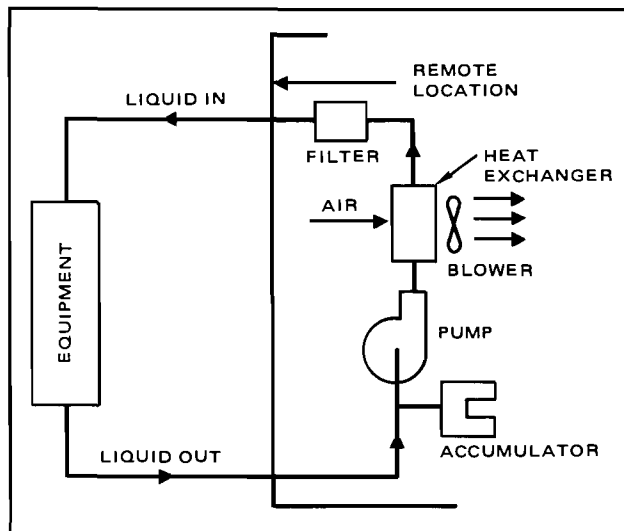 REMOTE
LOCATION
LIQUID IN
FILTER
HEAT
EXCHANGER
AIR
BLOWER
EQUIPMENT
PUMP
ACCUMULATOR
LIQUID OUT